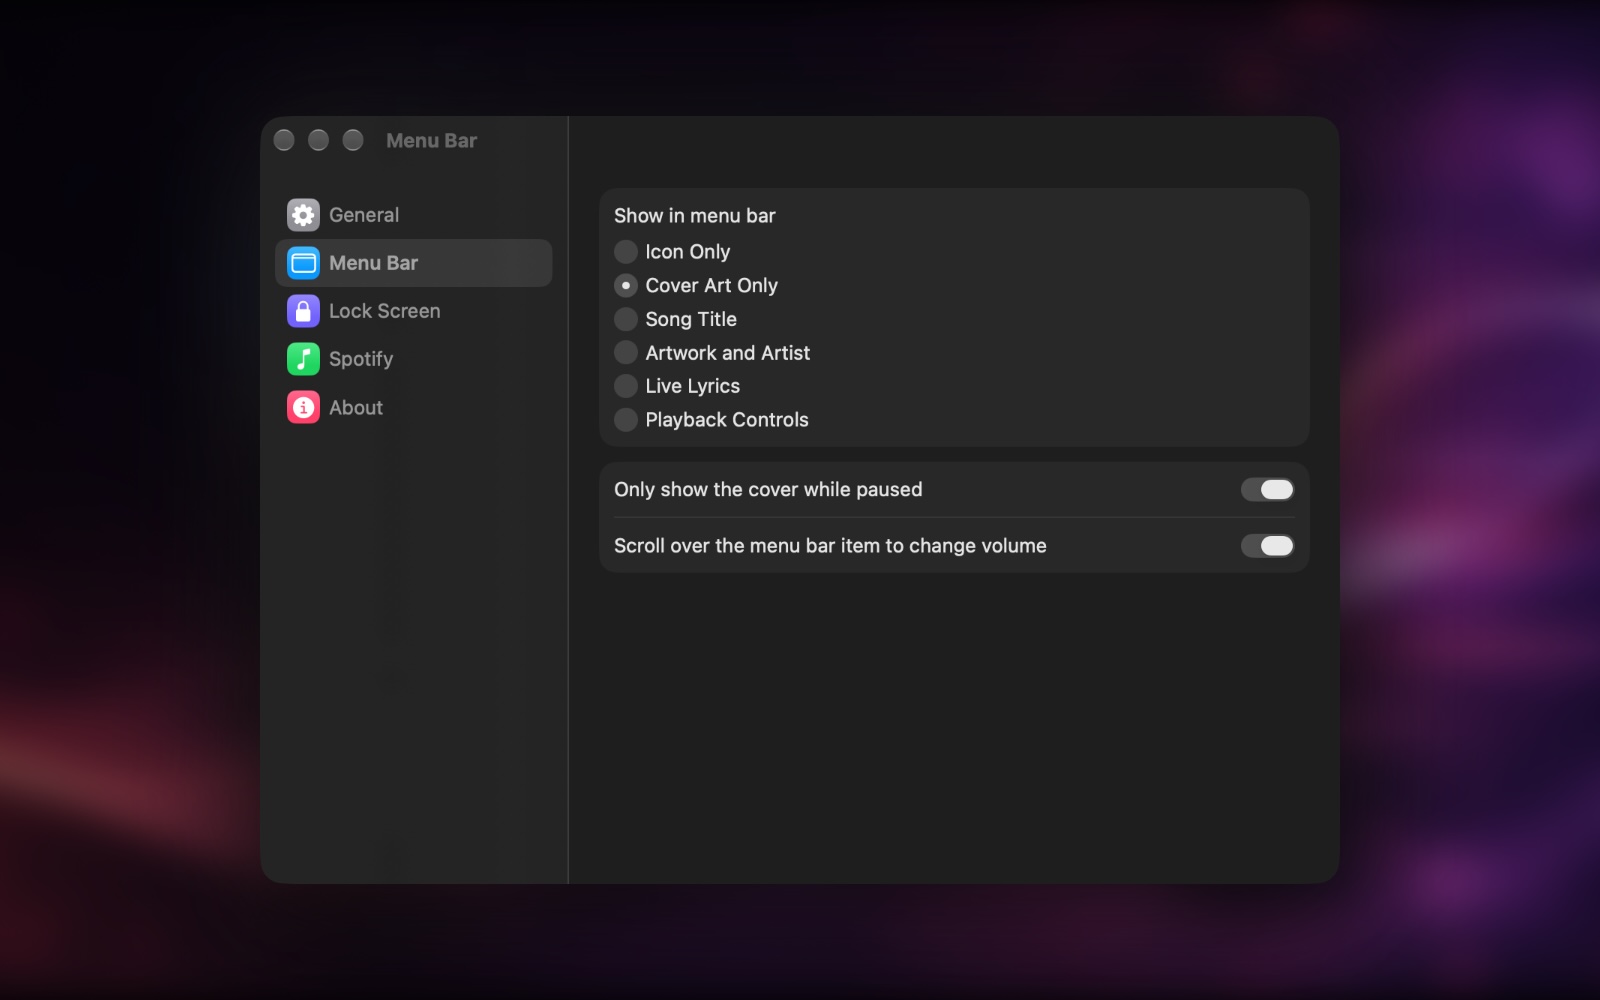 Menu Bar
General
Menu Bar
Lock Screen
Spotify
About
Show in menu bar
Icon Only
Cover Art Only
Song Title
Artwork and Artist
Live Lyrics
Playback Controls
Only show the cover while paused
Scroll over the menu bar item to change volume